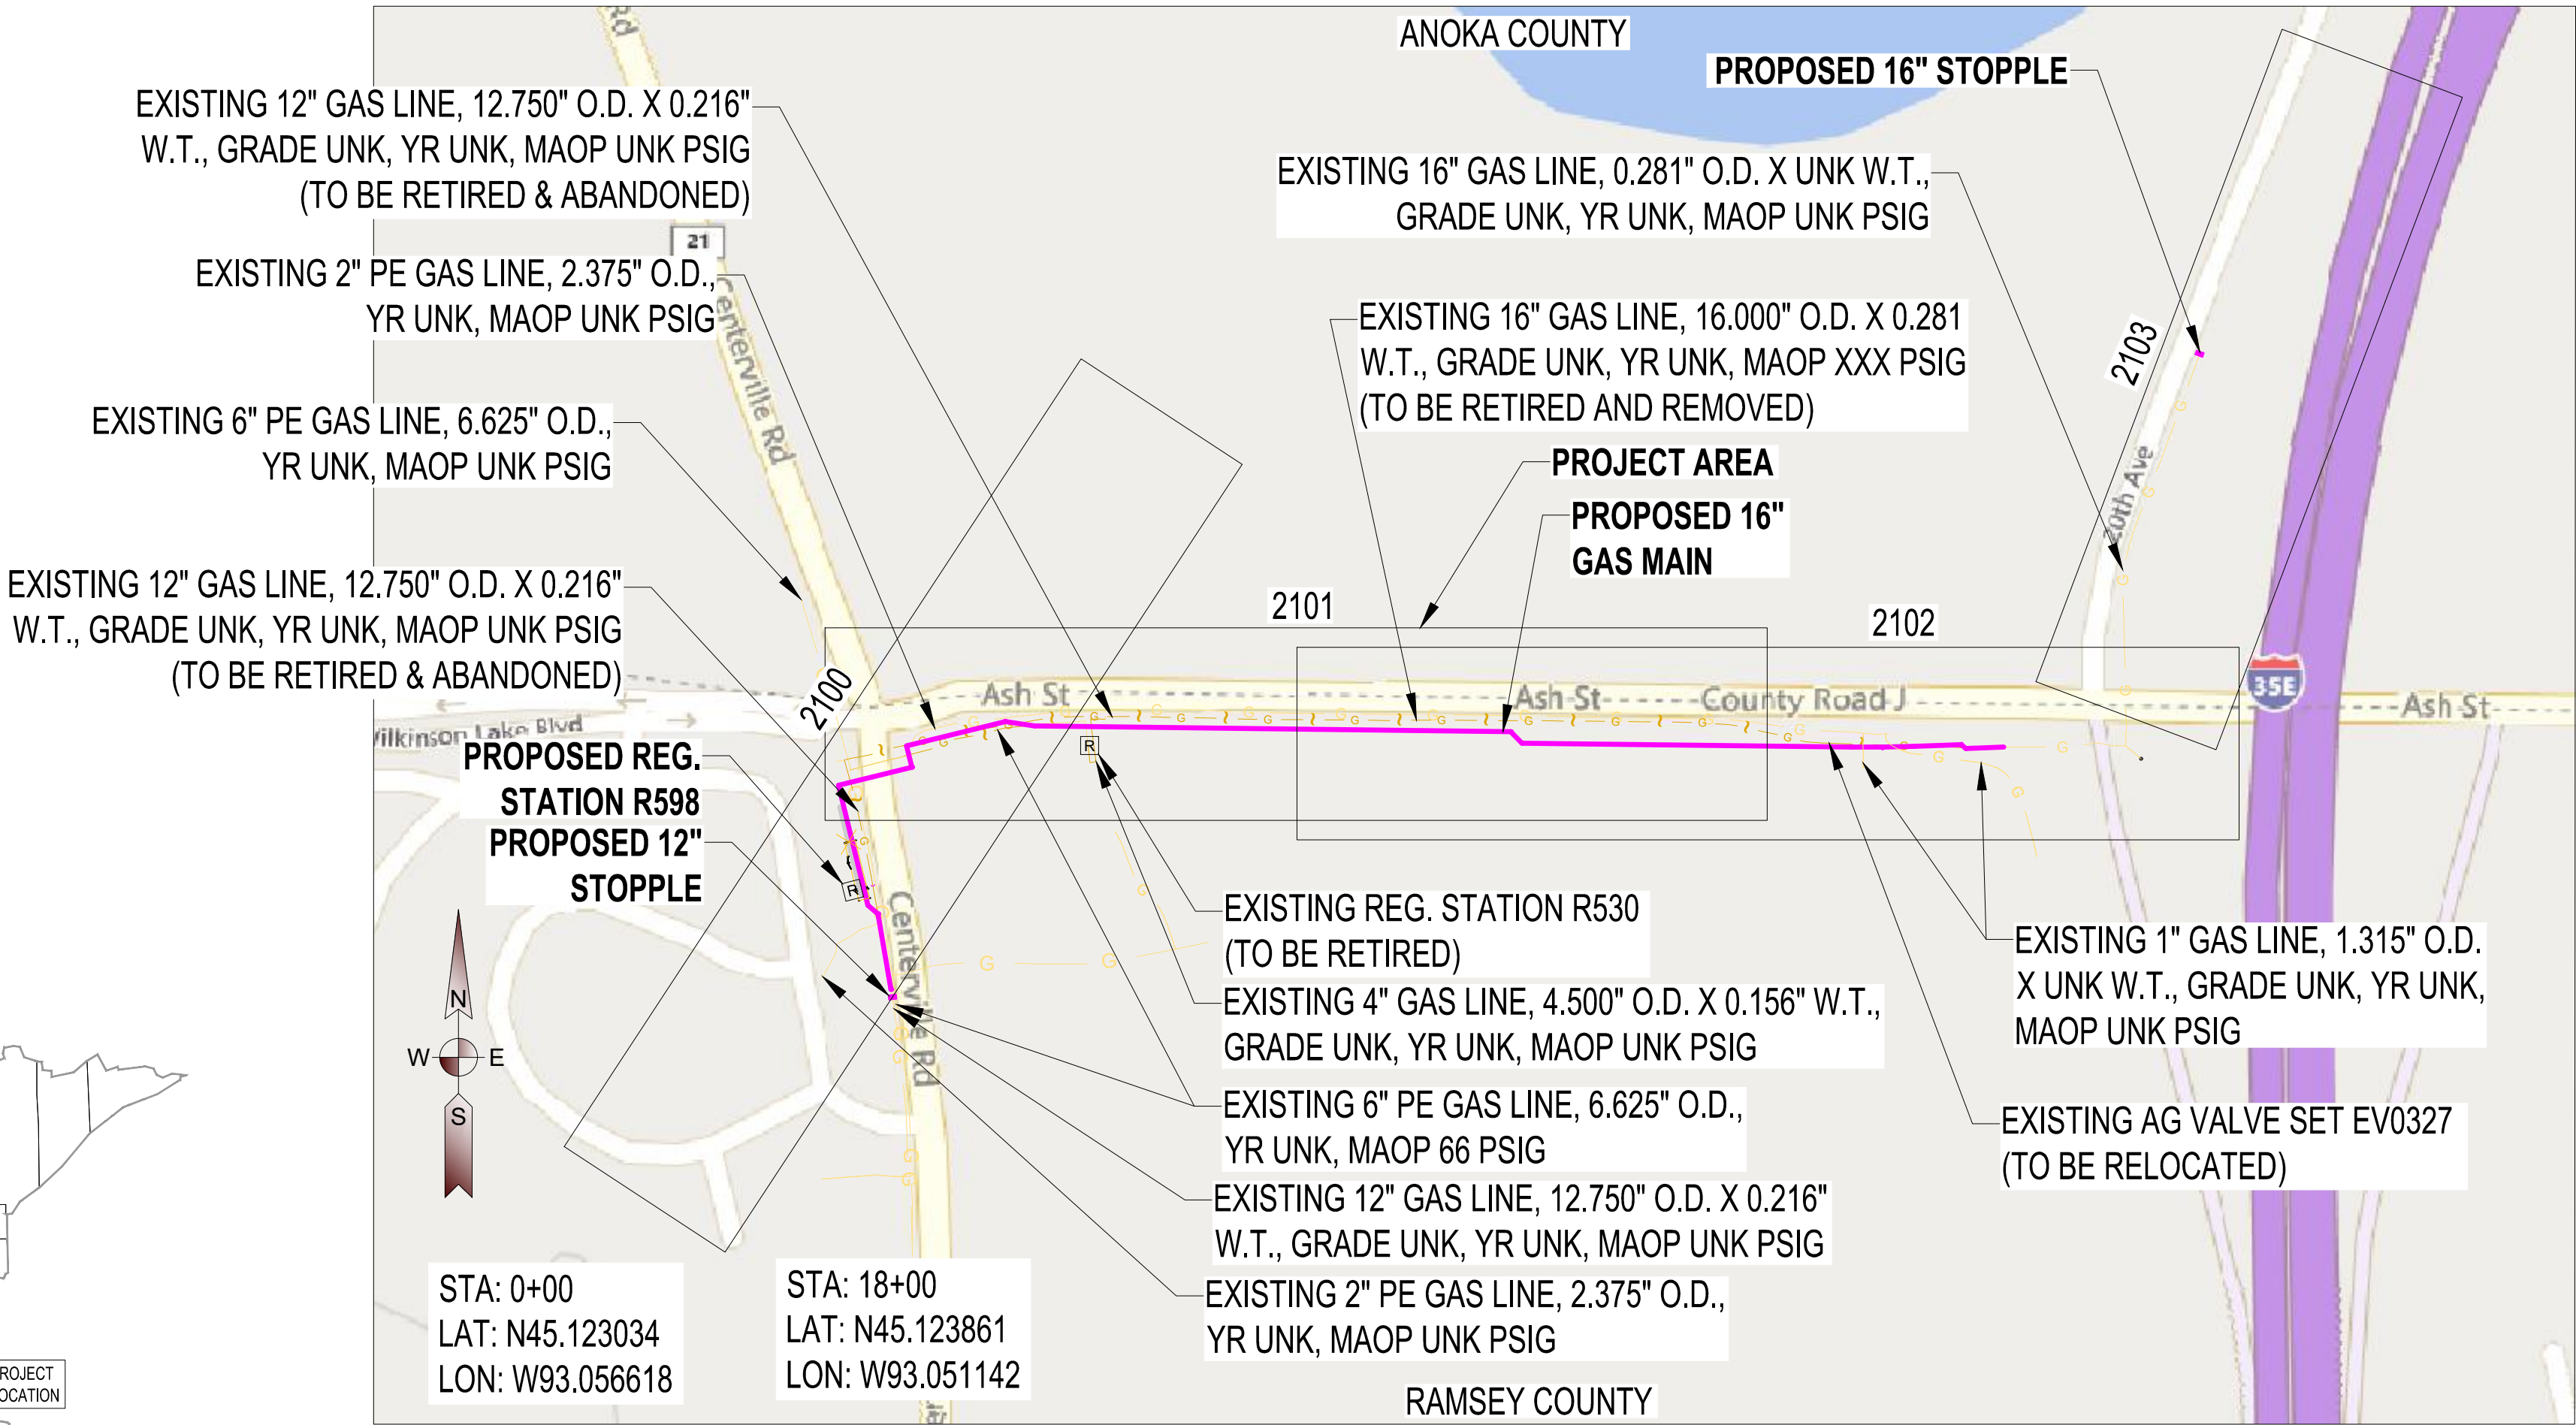 ANOKA COUNTY
PROPOSED 16" STOPPLE
EXISTING 12" GAS LINE, 12.750" O.D. X 0.216"
W.T., GRADE UNK, YR UNK, MAOP UNK PSIG
(TO BE RETIRED & ABANDONED)
EXISTING 16" GAS LINE, 0.281" O.D. X UNK W.T.,
GRADE UNK, YR UNK, MAOP UNK PSIG
21
EXISTING 2" PE GAS LINE, 2.375" O.D.,
YR UNK, MAOP UNK PSIG
Centerville Rd
EXISTING 16" GAS LINE, 16.000" O.D. X 0.281
W.T., GRADE UNK, YR UNK, MAOP XXX PSIG
(TO BE RETIRED AND REMOVED)
2103
EXISTING 6" PE GAS LINE, 6.625" O.D.,
YR UNK, MAOP UNK PSIG
PROJECT AREA
20th Ave
PROPOSED 16"
GAS MAIN
EXISTING 12" GAS LINE, 12.750" O.D. X 0.216"
W.T., GRADE UNK, YR UNK, MAOP UNK PSIG
(TO BE RETIRED & ABANDONED)
2101
2102
2100
Ash St
Ash St
County Road J
35E
Ash St
Wilkinson Lake Blvd
R
PROPOSED REG.
STATION R598
PROPOSED 12"
STOPPLE
R
Centerville Rd
EXISTING REG. STATION R530
(TO BE RETIRED)
EXISTING 4" GAS LINE, 4.500" O.D. X 0.156" W.T.,
GRADE UNK, YR UNK, MAOP UNK PSIG
EXISTING 1" GAS LINE, 1.315" O.D.
X UNK W.T., GRADE UNK, YR UNK,
MAOP UNK PSIG
N
W E
S
EXISTING 6" PE GAS LINE, 6.625" O.D.,
YR UNK, MAOP 66 PSIG
EXISTING AG VALVE SET EV0327
(TO BE RELOCATED)
EXISTING 12" GAS LINE, 12.750" O.D. X 0.216"
W.T., GRADE UNK, YR UNK, MAOP UNK PSIG
EXISTING 2" PE GAS LINE, 2.375" O.D.,
YR UNK, MAOP UNK PSIG
STA: 0+00
LAT: N45.123034
LON: W93.056618
STA: 18+00
LAT: N45.123861
LON: W93.051142
ROJECT
OCATION
RAMSEY COUNTY